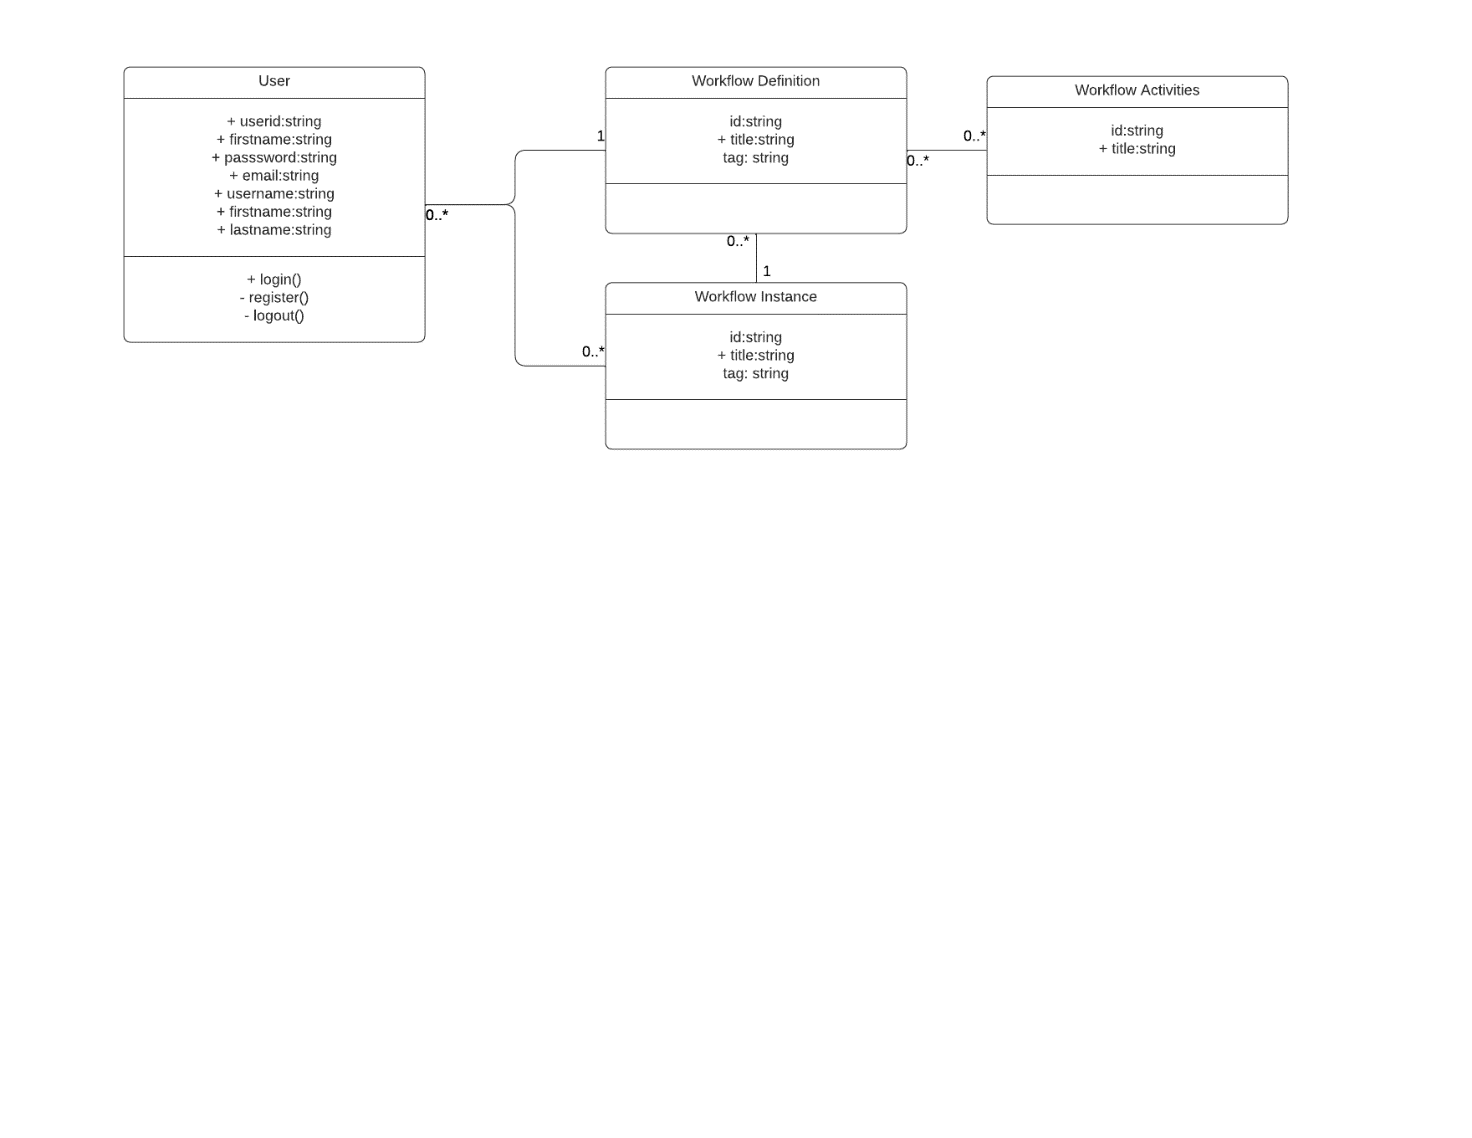 User
+ userid:string
+ firstname:string
+ passsword:string
+ email:string
+ username:string
+ firstname:string
+ lastname:string
+ login()
- register()
- logout()
0..*
1
0..*
Workflow Definition
id:string
+ title:string
tag: string
0..*
0..*
0..*
1
Workflow Instance
id:string
+ title:string
tag: string
Workflow Activities
id:string
+ title:string